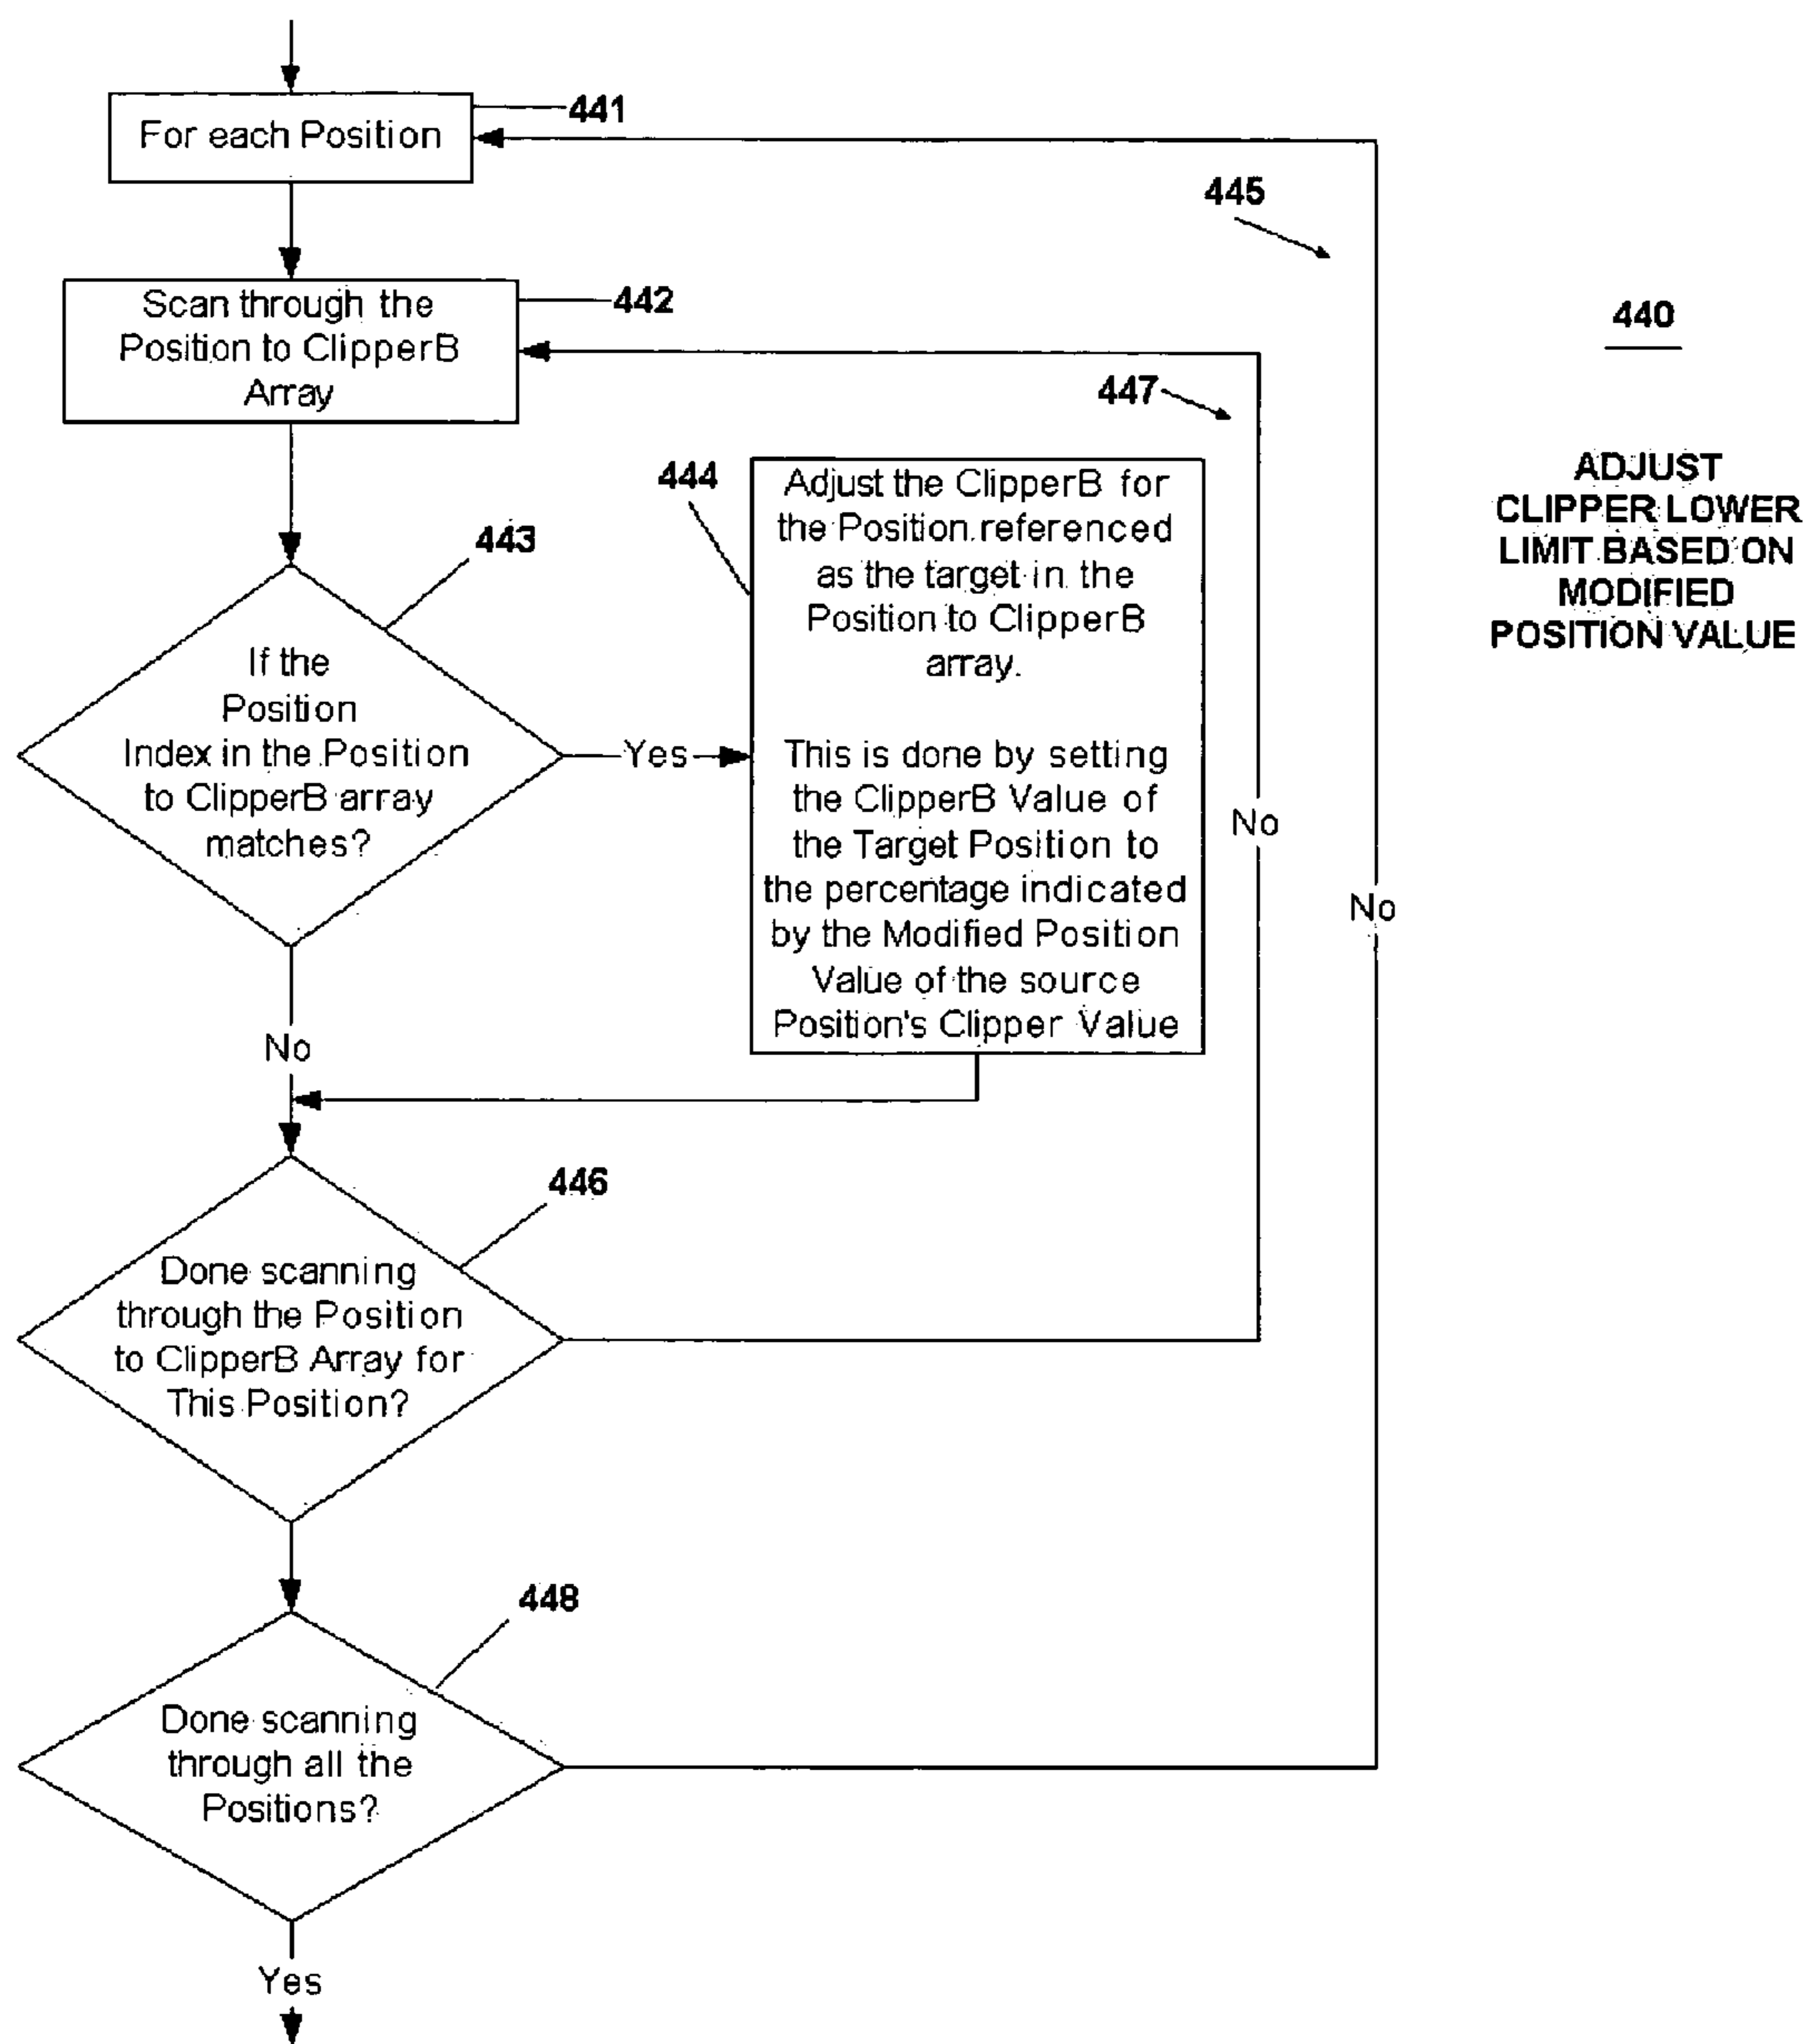 441
For each Position
445
Scan through the
Position to ClipperB
Array
442
440
447
ADJUST
CLIPPER LOWER
LIMIT BASED ON
MODIFIED
POSITION VALUE
444
Adjust the ClipperB for
the Position referenced
as the target in the
Position to ClipperB
array.
This is done by setting
the ClipperB Value of
the Target Position to
the percentage indicated
by the Modified Position
Value of the source
Position's Clipper Value
443
If the
Position
Index in the Position
to ClipperB array
matches?
Yes
No
No
No
446
Done scanning
through the Position
to ClipperB Array for
This Position?
448
Done scanning
through all the
Positions?
Yes